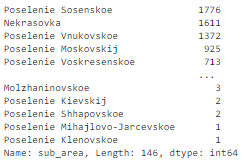 Poselenie Sosenskoe 1776
Nekrasovka 1611
Poselenie Vnukovskoe 1372
Poselenie Moskovskij 925
Poselenie Voskresenskoe 713
...
Molzhaninovskoe 3
Poselenie Kievskij 2
Poselenie Shhapovskoe 2
Poselenie Mihajlovo-Jarcevskoe 1
Poselenie Klenovskoe 1
Name: sub_area, Length: 146, dtype: int64